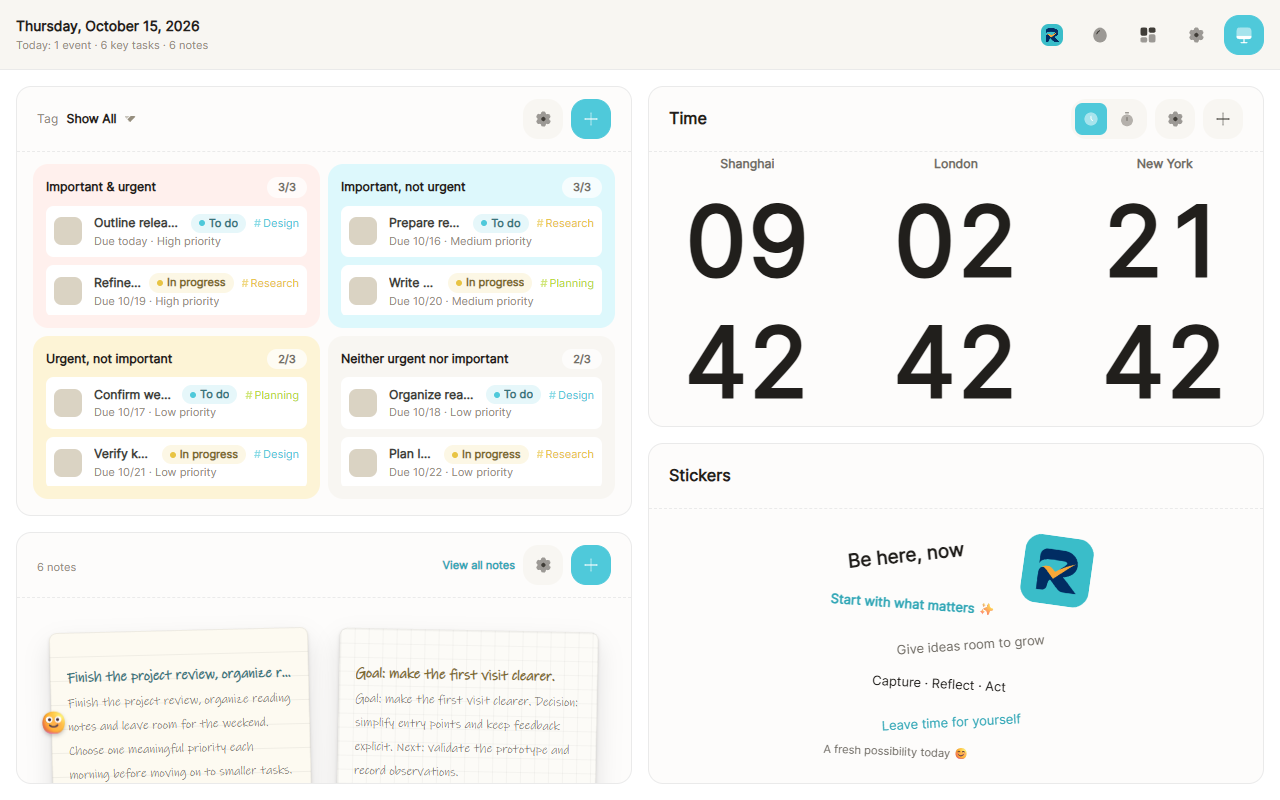 Thursday, October 15, 2026
Today: 1 event · 6 key tasks · 6 notes
Tag Show All
Important & urgent 3/3
Outline relea... To do #Design
Due today · High priority
Refine... In progress #Research
Due 10/19 · High priority
Important, not urgent 3/3
Prepare re... To do #Research
Due 10/16 · Medium priority
Write ... In progress #Planning
Due 10/20 · Medium priority
Urgent, not important 2/3
Confirm we... To do #Planning
Due 10/17 · Low priority
Verify k... In progress #Design
Due 10/21 · Low priority
Neither urgent nor important 2/3
Organize rea... To do #Design
Due 10/18 · Low priority
Plan l... In progress #Research
Due 10/22 · Low priority
6 notes View all notes
Finish the project review, organize r...
Finish the project review, organize reading
notes and leave room for the weekend.
Choose one meaningful priority each
morning before moving on to smaller tasks.
Goal: make the first visit clearer.
Goal: make the first visit clearer. Decision:
simplify entry points and keep feedback
explicit. Next: validate the prototype and
record observations.
Time
Shanghai London New York
09 02 21
42 42 42
Stickers
Be here, now
R
Start with what matters ✨
Give ideas room to grow
Capture · Reflect · Act
Leave time for yourself
A fresh possibility today 😊